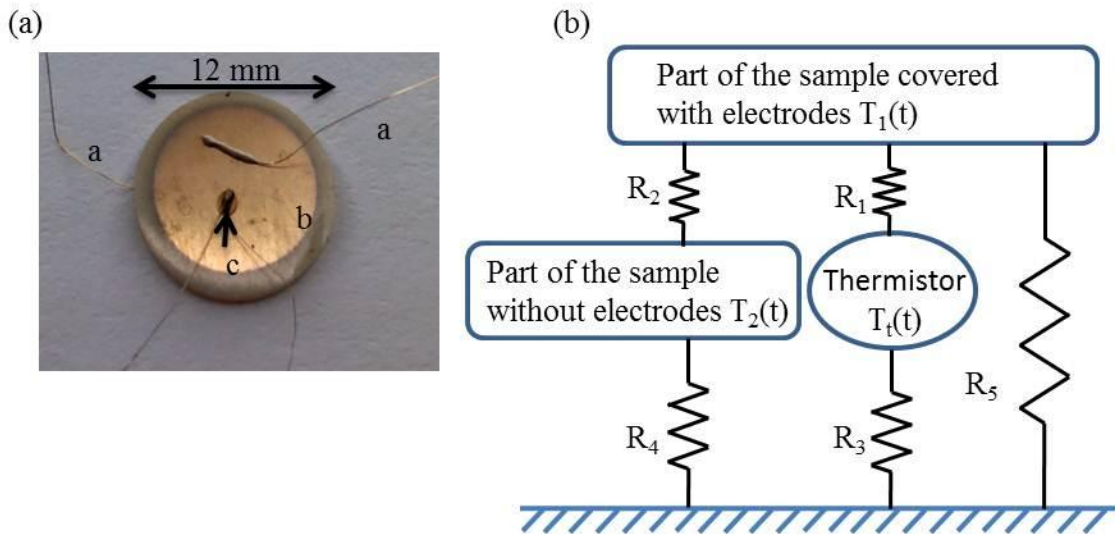 (a)
12 mm
a
a
b
c
(b)
Part of the sample covered
with electrodes T₁(t)
R₂
R₁
Part of the sample
without electrodes T₂(t)
Thermistor
Tₜ(t)
R₅
R₄
R₃